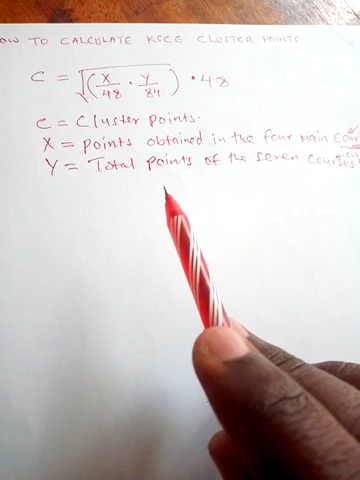 OW TO CALCULATE KSCE CLUSTER POINTS
C = √(X/48 · Y/84) · 48
C = Cluster points.
X = points obtained in the four main
Y = Total points of the seven courses